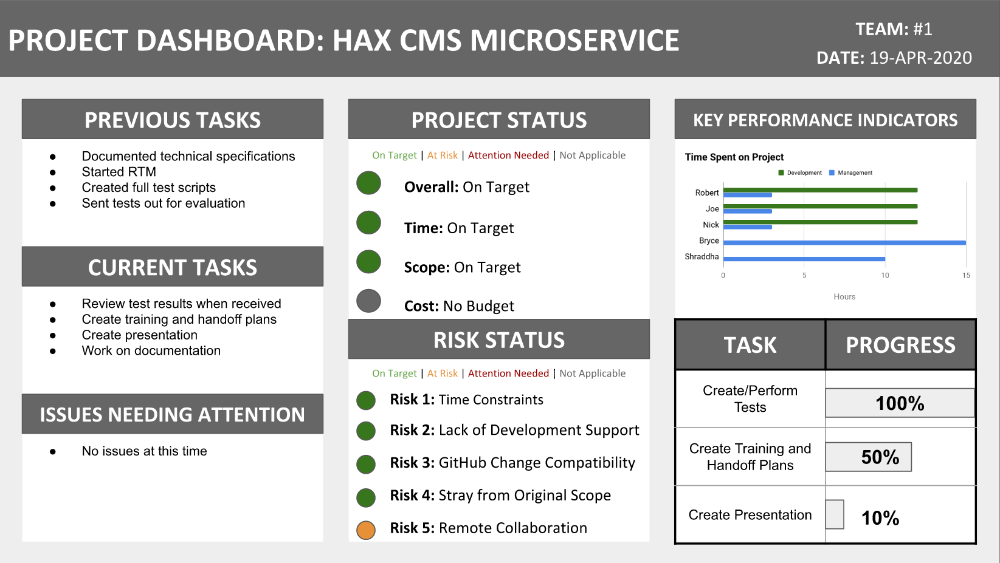 PROJECT DASHBOARD: HAX CMS MICROSERVICE
TEAM: #1
DATE: 19-APR-2020
PREVIOUS TASKS
● Documented technical specifications
● Started RTM
● Created full test scripts
● Sent tests out for evaluation
CURRENT TASKS
● Review test results when received
● Create training and handoff plans
● Create presentation
● Work on documentation
ISSUES NEEDING ATTENTION
● No issues at this time
PROJECT STATUS
On Target | At Risk | Attention Needed | Not Applicable
Overall: On Target
Time: On Target
Scope: On Target
Cost: No Budget
RISK STATUS
On Target | At Risk | Attention Needed | Not Applicable
Risk 1: Time Constraints
Risk 2: Lack of Development Support
Risk 3: GitHub Change Compatibility
Risk 4: Stray from Original Scope
Risk 5: Remote Collaboration
KEY PERFORMANCE INDICATORS
Time Spent on Project
Development Management
Robert
Joe
Nick
Bryce
Shraddha
0 5 10 15
Hours
TASK PROGRESS
Create/Perform
Tests
100%
Create Training and
Handoff Plans
50%
Create Presentation
10%